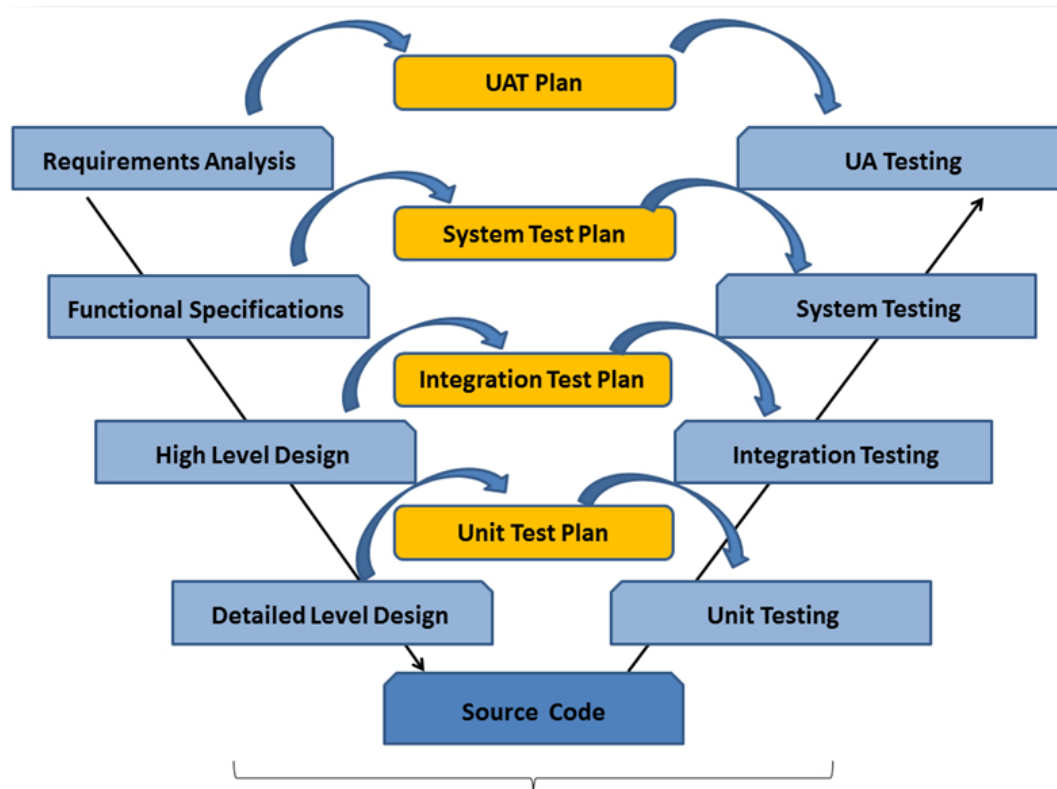 UAT Plan
Requirements Analysis
UA Testing
System Test Plan
Functional Specifications
System Testing
Integration Test Plan
High Level Design
Integration Testing
Unit Test Plan
Detailed Level Design
Unit Testing
Source Code